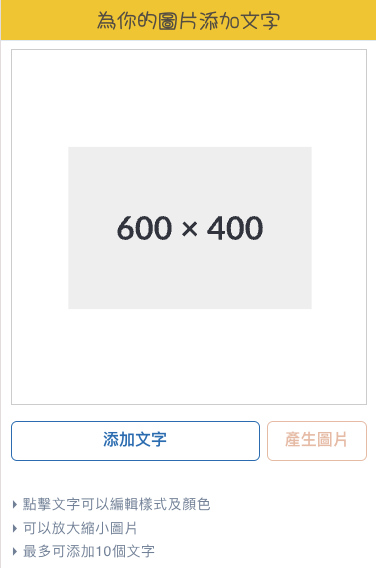 為你的圖片添加文字
600 × 400
添加文字
產生圖片
點擊文字可以編輯樣式及顏色
可以放大縮小圖片
最多可添加10個文字